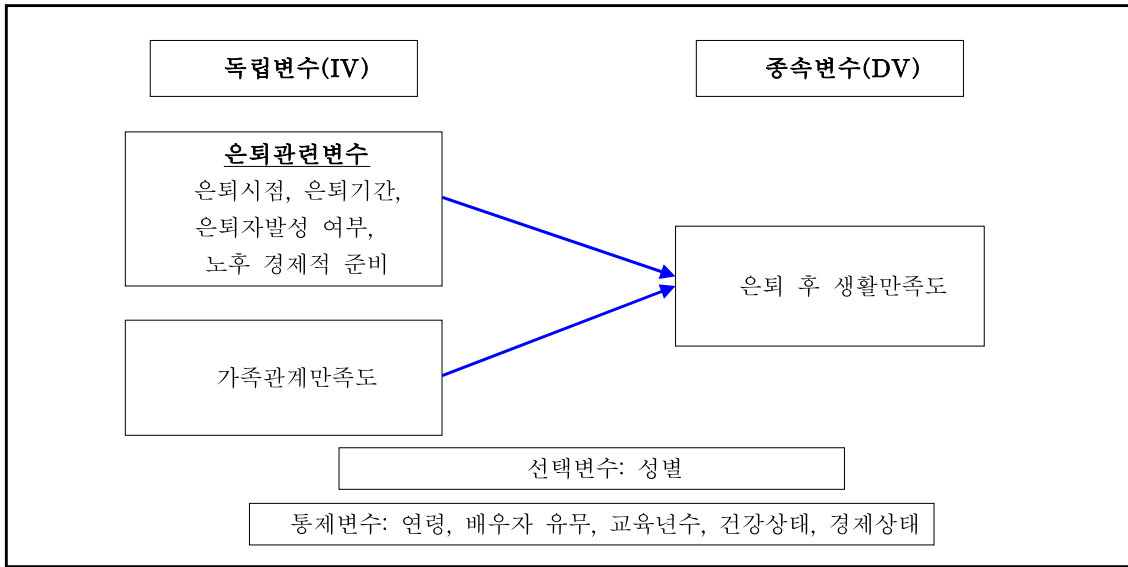 독립변수(IV)
종속변수(DV)
은퇴관련변수
은퇴시점, 은퇴기간,
은퇴자발성 여부,
노후 경제적 준비
은퇴 후 생활만족도
가족관계만족도
선택변수: 성별
통제변수: 연령, 배우자 유무, 교육년수, 건강상태, 경제상태